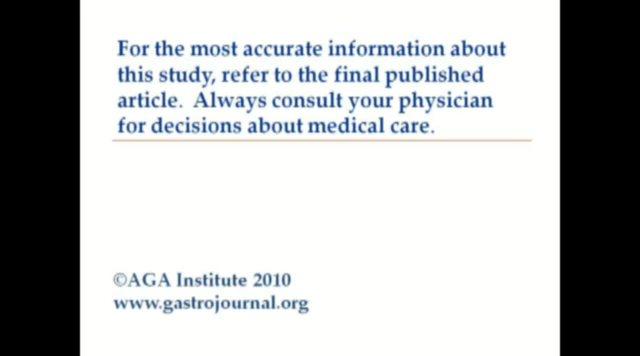 For the most accurate information about
this study, refer to the final published
article.  Always consult your physician
for decisions about medical care.
©AGA Institute 2010
www.gastrojournal.org